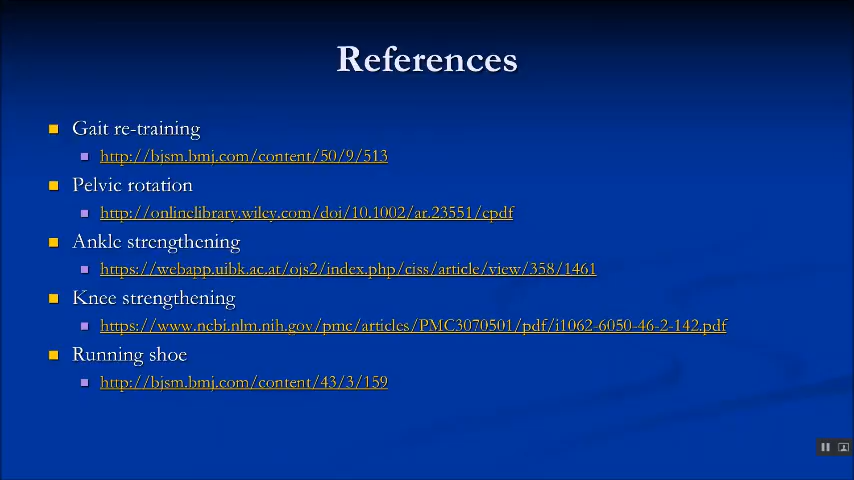 References
Gait re-training
http://bjsm.bmj.com/content/50/9/513
Pelvic rotation
http://onlinelibrary.wiley.com/doi/10.1002/ar.23551/epdf
Ankle strengthening
https://webapp.uibk.ac.at/ojs2/index.php/ciss/article/view/358/1461
Knee strengthening
https://www.ncbi.nlm.nih.gov/pmc/articles/PMC3070501/pdf/i1062-6050-46-2-142.pdf
Running shoe
http://bjsm.bmj.com/content/43/3/159